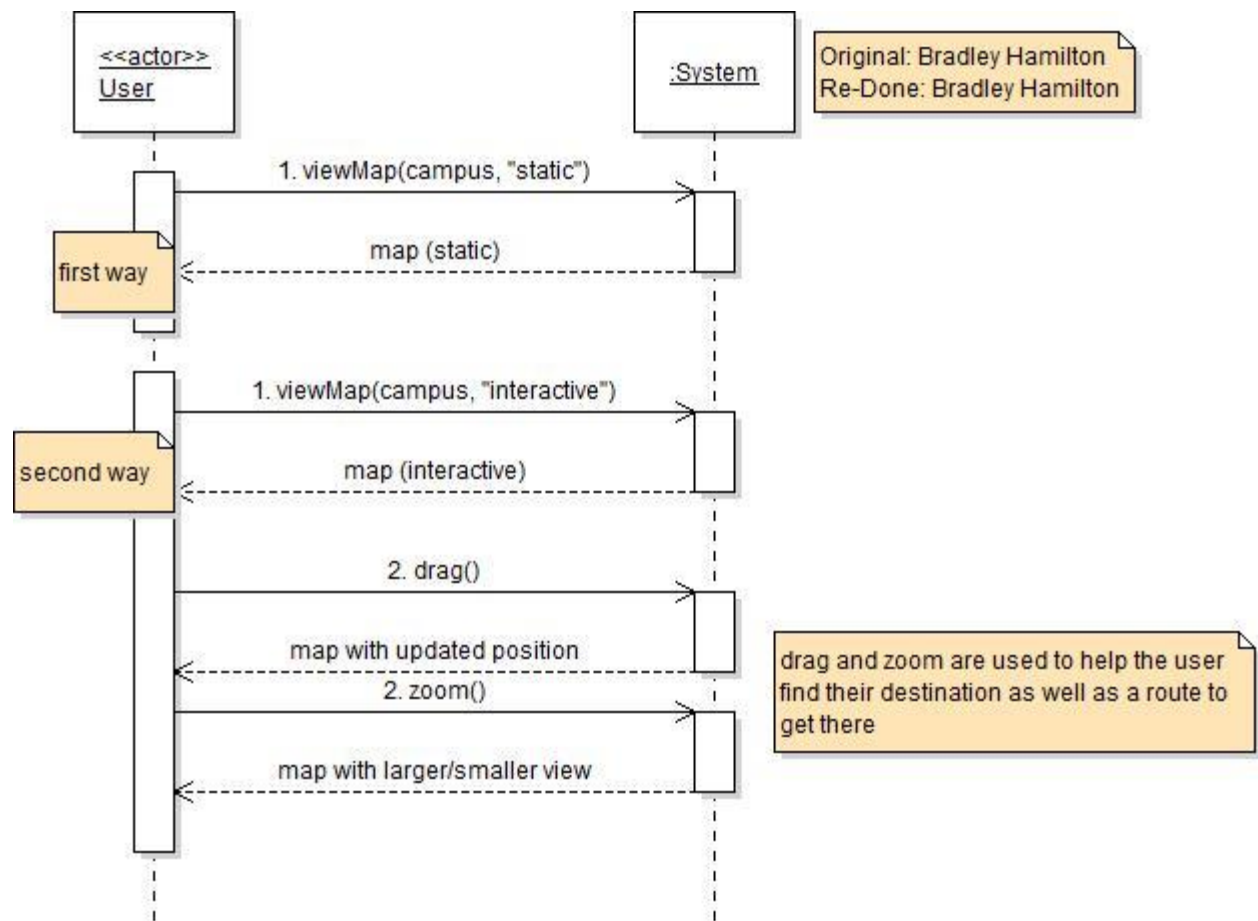 <<actor>>
User
:System
Original: Bradley Hamilton
Re-Done: Bradley Hamilton
1. viewMap(campus, "static")
map (static)
first way
1. viewMap(campus, "interactive")
map (interactive)
second way
2. drag()
map with updated position
2. zoom()
map with larger/smaller view
drag and zoom are used to help the user
find their destination as well as a route to
get there